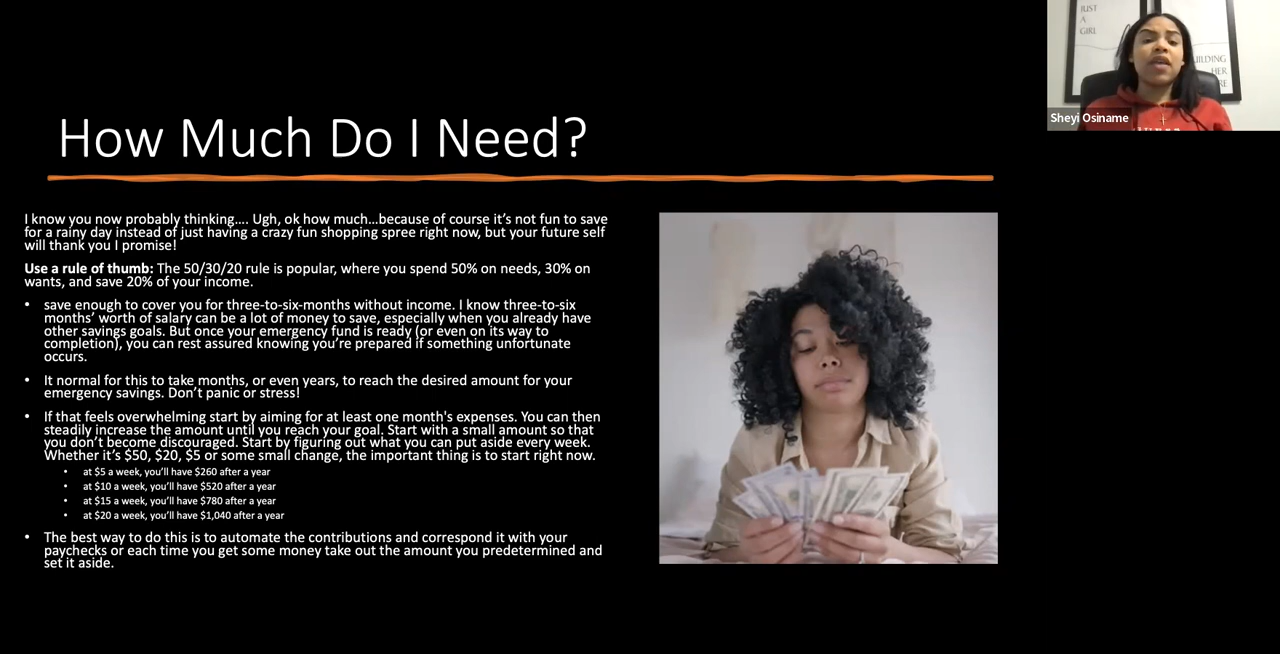 How Much Do I Need?
I know you now probably thinking.... Ugh, ok how much...because of course it's not fun to save
for a rainy day instead of just having a crazy fun shopping spree right now, but your future self
will thank you I promise!
Use a rule of thumb: The 50/30/20 rule is popular, where you spend 50% on needs, 30% on
wants, and save 20% of your income.
• save enough to cover you for three-to-six-months without income. I know three-to-six
months' worth of salary can be a lot of money to save, especially when you already have
other savings goals. But once your emergency fund is ready (or even on its way to
completion), you can rest assured knowing you're prepared if something unfortunate
occurs.
• It normal for this to take months, or even years, to reach the desired amount for your
emergency savings. Don't panic or stress!
• If that feels overwhelming start by aiming for at least one month's expenses. You can then
steadily increase the amount until you reach your goal. Start with a small amount so that
you don't become discouraged. Start by figuring out what you can put aside every week.
Whether it's $50, $20, $5 or some small change, the important thing is to start right now.
• at $5 a week, you'll have $260 after a year
• at $10 a week, you'll have $520 after a year
• at $15 a week, you'll have $780 after a year
• at $20 a week, you'll have $1,040 after a year
• The best way to do this is to automate the contributions and correspond it with your
paychecks or each time you get some money take out the amount you predetermined and
set it aside.
JUST
A
GIRL
HER
Sheyi Osiname